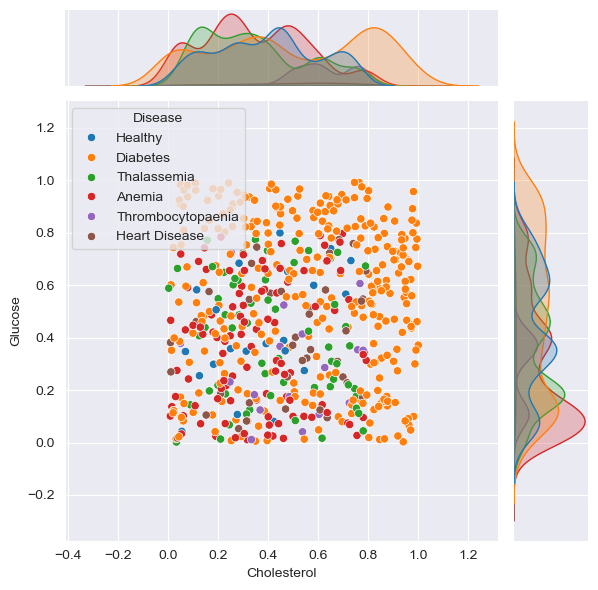 Disease
Healthy
Diabetes
Thalassemia
Anemia
Thrombocytopaenia
Heart Disease
1.2
1.0
0.8
0.6
0.4
0.2
0.0
−0.2
Glucose
−0.4 −0.2 0.0 0.2 0.4 0.6 0.8 1.0 1.2
Cholesterol